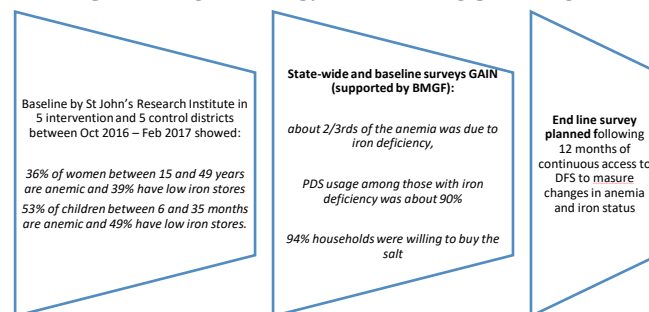 Baseline by St John's Research Institute in
5 intervention and 5 control districts
between Oct 2016 – Feb 2017 showed:
36% of women between 15 and 49 years
are anemic and 39% have low iron stores
53% of children between 6 and 35 months
are anemic and 49% have low iron stores.
State-wide and baseline surveys GAIN
(supported by BMGF):
about 2/3rds of the anemia was due to
iron deficiency,
PDS usage among those with iron
deficiency was about 90%
94% households were willing to buy the
salt
End line survey
planned following
12 months of
continuous access to
DFS to masure
changes in anemia
and iron status